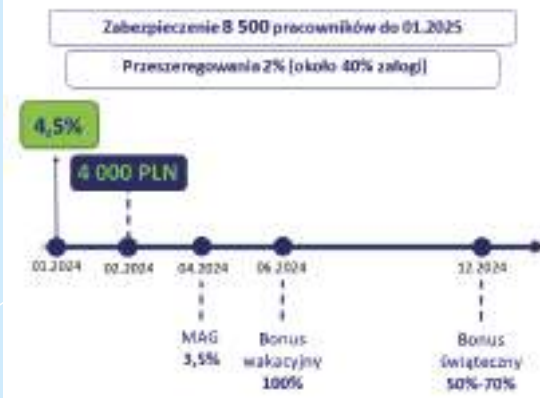 Zabezpieczenie 8 500 pracowników do 01.2025
Przeszeregowania 2% (około 40% załogi)
4,5%
4 000 PLN
01.2024
02.2024
04.2024
06.2024
12.2024
MAG
3,5%
Bonus
wakacyjny
100%
Bonus
świąteczny
50%-70%